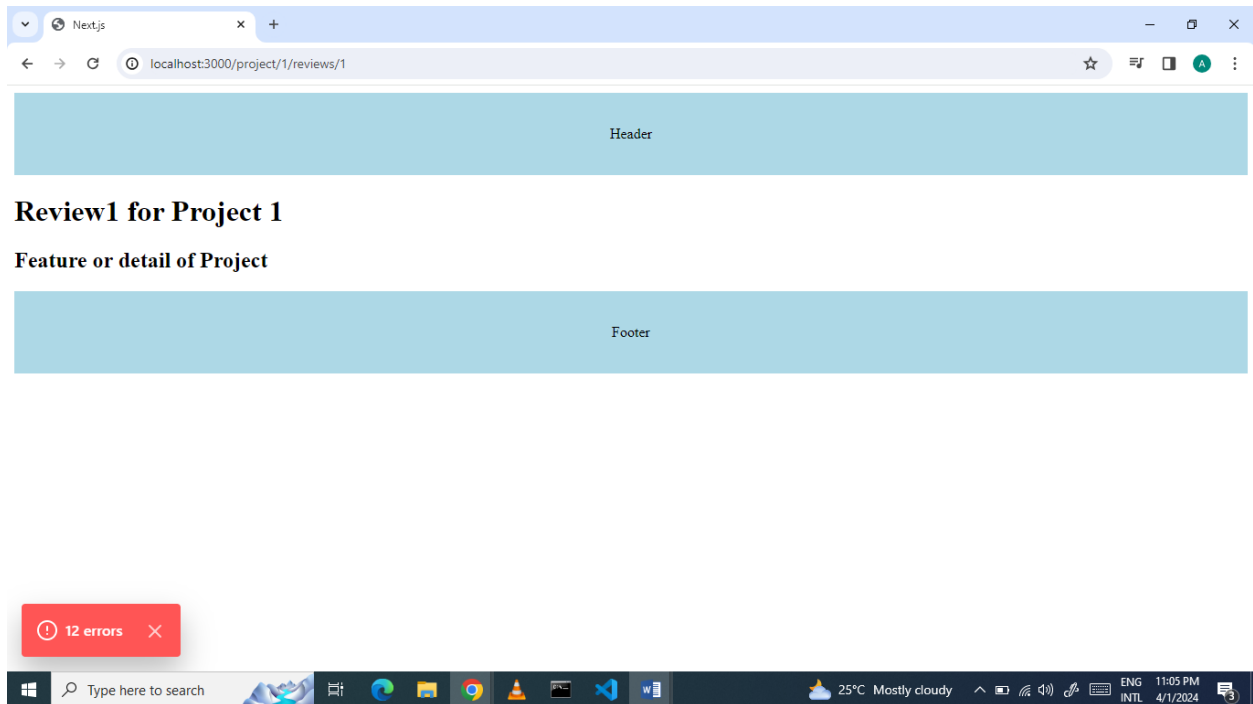 Next.js
localhost:3000/project/1/reviews/1
A
Header
Review1 for Project 1
Feature or detail of Project
Footer
12 errors
Type here to search
25°C Mostly cloudy
ENG
INTL
11:05 PM
4/1/2024
3